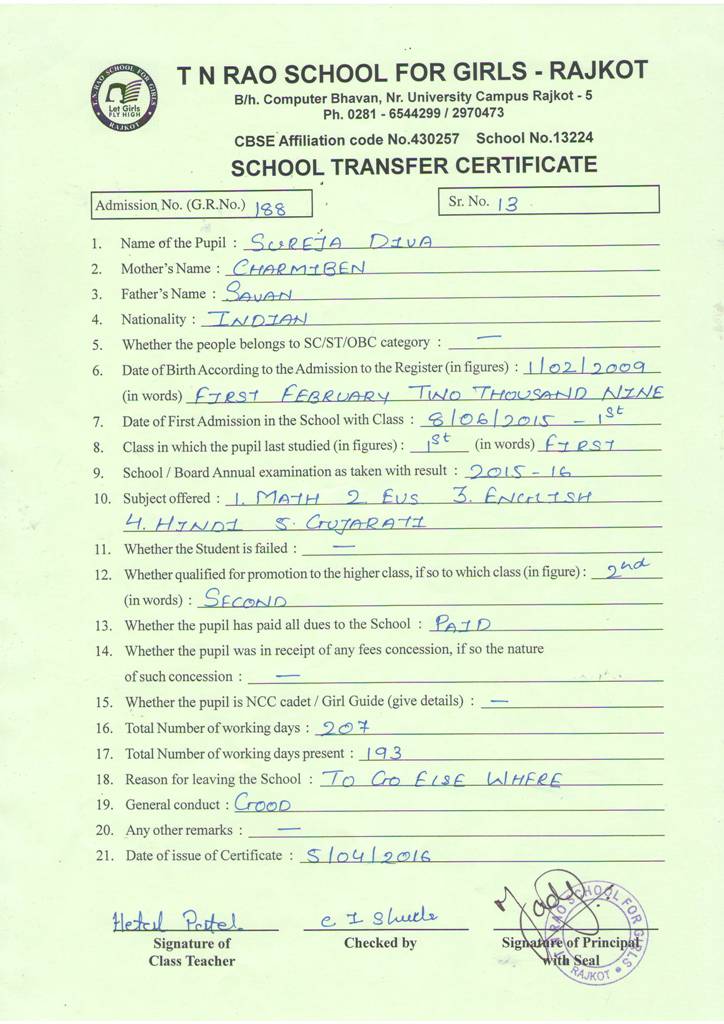 T. N. RAO SCHOOL FOR GIRLS
Let Girls
FLY HIGH
RAJKOT
T N RAO SCHOOL FOR GIRLS - RAJKOT
B/h. Computer Bhavan, Nr. University Campus Rajkot - 5
Ph. 0281 - 6544299 / 2970473
CBSE Affiliation code No.430257 School No.13224
SCHOOL TRANSFER CERTIFICATE
Admission No. (G.R.No.) 188
Sr. No. 13
1. Name of the Pupil : SUREJA DIVA
2. Mother's Name : CHARMIBEN
3. Father's Name : SAVAN
4. Nationality : INDIAN
5. Whether the people belongs to SC/ST/OBC category : —
6. Date of Birth According to the Admission to the Register (in figures) : 1/02/2009
(in words) FIRST FEBRUARY TWO THOUSAND NINE
7. Date of First Admission in the School with Class : 8/06/2015 - 1st
8. Class in which the pupil last studied (in figures) : 1st (in words) FIRST
9. School / Board Annual examination as taken with result : 2015-16
10. Subject offered : 1. MATH 2. EVS 3. ENGLISH
4. HINDI 5. GUJARATI
11. Whether the Student is failed : —
12. Whether qualified for promotion to the higher class, if so to which class (in figure) : 2nd
(in words) : SECOND
13. Whether the pupil has paid all dues to the School : PAID
14. Whether the pupil was in receipt of any fees concession, if so the nature
of such concession : —
15. Whether the pupil is NCC cadet / Girl Guide (give details) : —
16. Total Number of working days : 207
17. Total Number of working days present : 193
18. Reason for leaving the School : TO GO ELSE WHERE
19. General conduct : GOOD
20. Any other remarks : —
21. Date of issue of Certificate : 5/04/2016
Hetal Patel
Signature of
Class Teacher
C I Shukla
Checked by
Signature of Principal
with Seal
T N RAO SCHOOL FOR GIRLS
RAJKOT